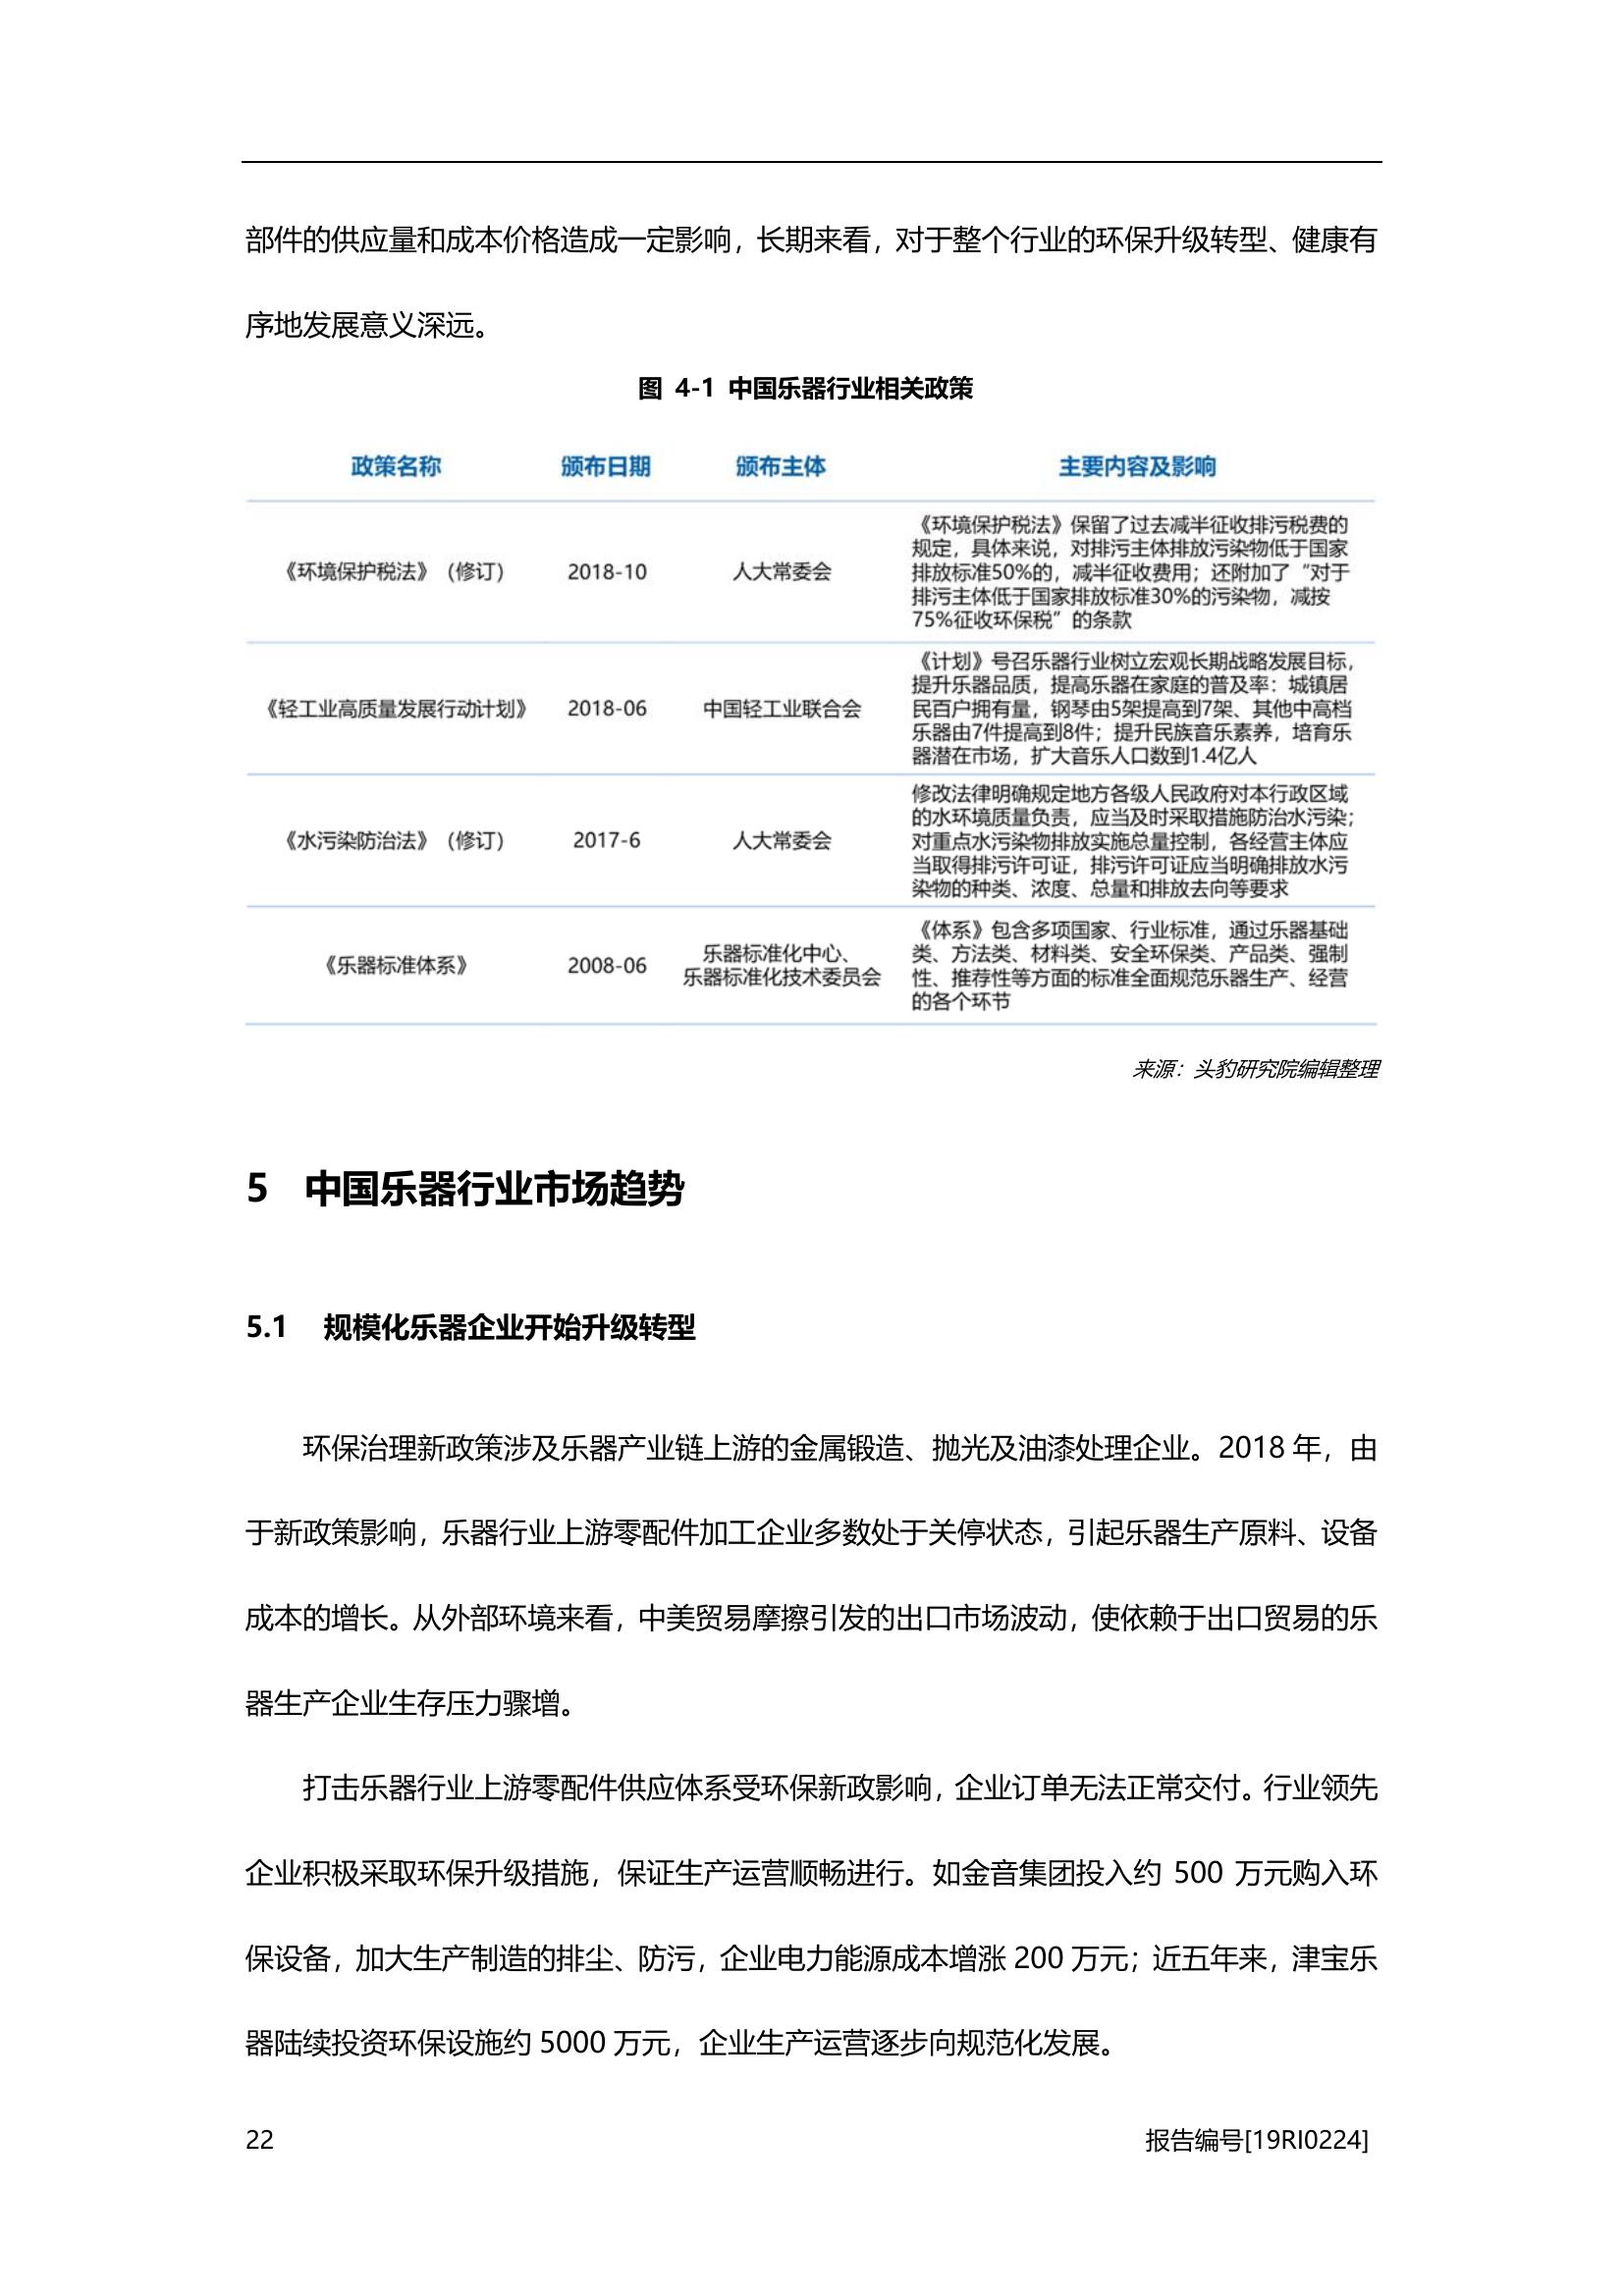 部件的供应量和成本价格造成一定影响，长期来看，对于整个行业的环保升级转型、健康有
序地发展意义深远。
图 4-1 中国乐器行业相关政策
政策名称 颁布日期 颁布主体 主要内容及影响
《环境保护税法》（修订） 2018-10 人大常委会
《环境保护税法》保留了过去减半征收排污税费的
规定，具体来说，对排污主体排放污染物低于国家
排放标准50%的，减半征收费用；还附加了“对于
排污主体低于国家排放标准30%的污染物，减按
75%征收环保税”的条款
《轻工业高质量发展行动计划》 2018-06 中国轻工业联合会
《计划》号召乐器行业树立宏观长期战略发展目标，
提升乐器品质，提高乐器在家庭的普及率：城镇居
民百户拥有量，钢琴由5架提高到7架、其他中高档
乐器由7件提高到8件；提升民族音乐素养，培育乐
器潜在市场，扩大音乐人口数到1.4亿人
《水污染防治法》（修订） 2017-6 人大常委会
修改法律明确规定地方各级人民政府对本行政区域
的水环境质量负责，应当及时采取措施防治水污染；
对重点水污染物排放实施总量控制，各经营主体应
当取得排污许可证，排污许可证应当明确排放水污
染物的种类、浓度、总量和排放去向等要求
《乐器标准体系》 2008-06
乐器标准化中心、
乐器标准化技术委员会
《体系》包含多项国家、行业标准，通过乐器基础
类、方法类、材料类、安全环保类、产品类、强制
性、推荐性等方面的标准全面规范乐器生产、经营
的各个环节
来源：头豹研究院编辑整理
5 中国乐器行业市场趋势
5.1 规模化乐器企业开始升级转型
环保治理新政策涉及乐器产业链上游的金属锻造、抛光及油漆处理企业。2018 年，由
于新政策影响，乐器行业上游零配件加工企业多数处于关停状态，引起乐器生产原料、设备
成本的增长。从外部环境来看，中美贸易摩擦引发的出口市场波动，使依赖于出口贸易的乐
器生产企业生存压力骤增。
打击乐器行业上游零配件供应体系受环保新政影响，企业订单无法正常交付。行业领先
企业积极采取环保升级措施，保证生产运营顺畅进行。如金音集团投入约 500 万元购入环
保设备，加大生产制造的排尘、防污，企业电力能源成本增涨 200 万元；近五年来，津宝乐
器陆续投资环保设施约 5000 万元，企业生产运营逐步向规范化发展。
22 报告编号[19RI0224]